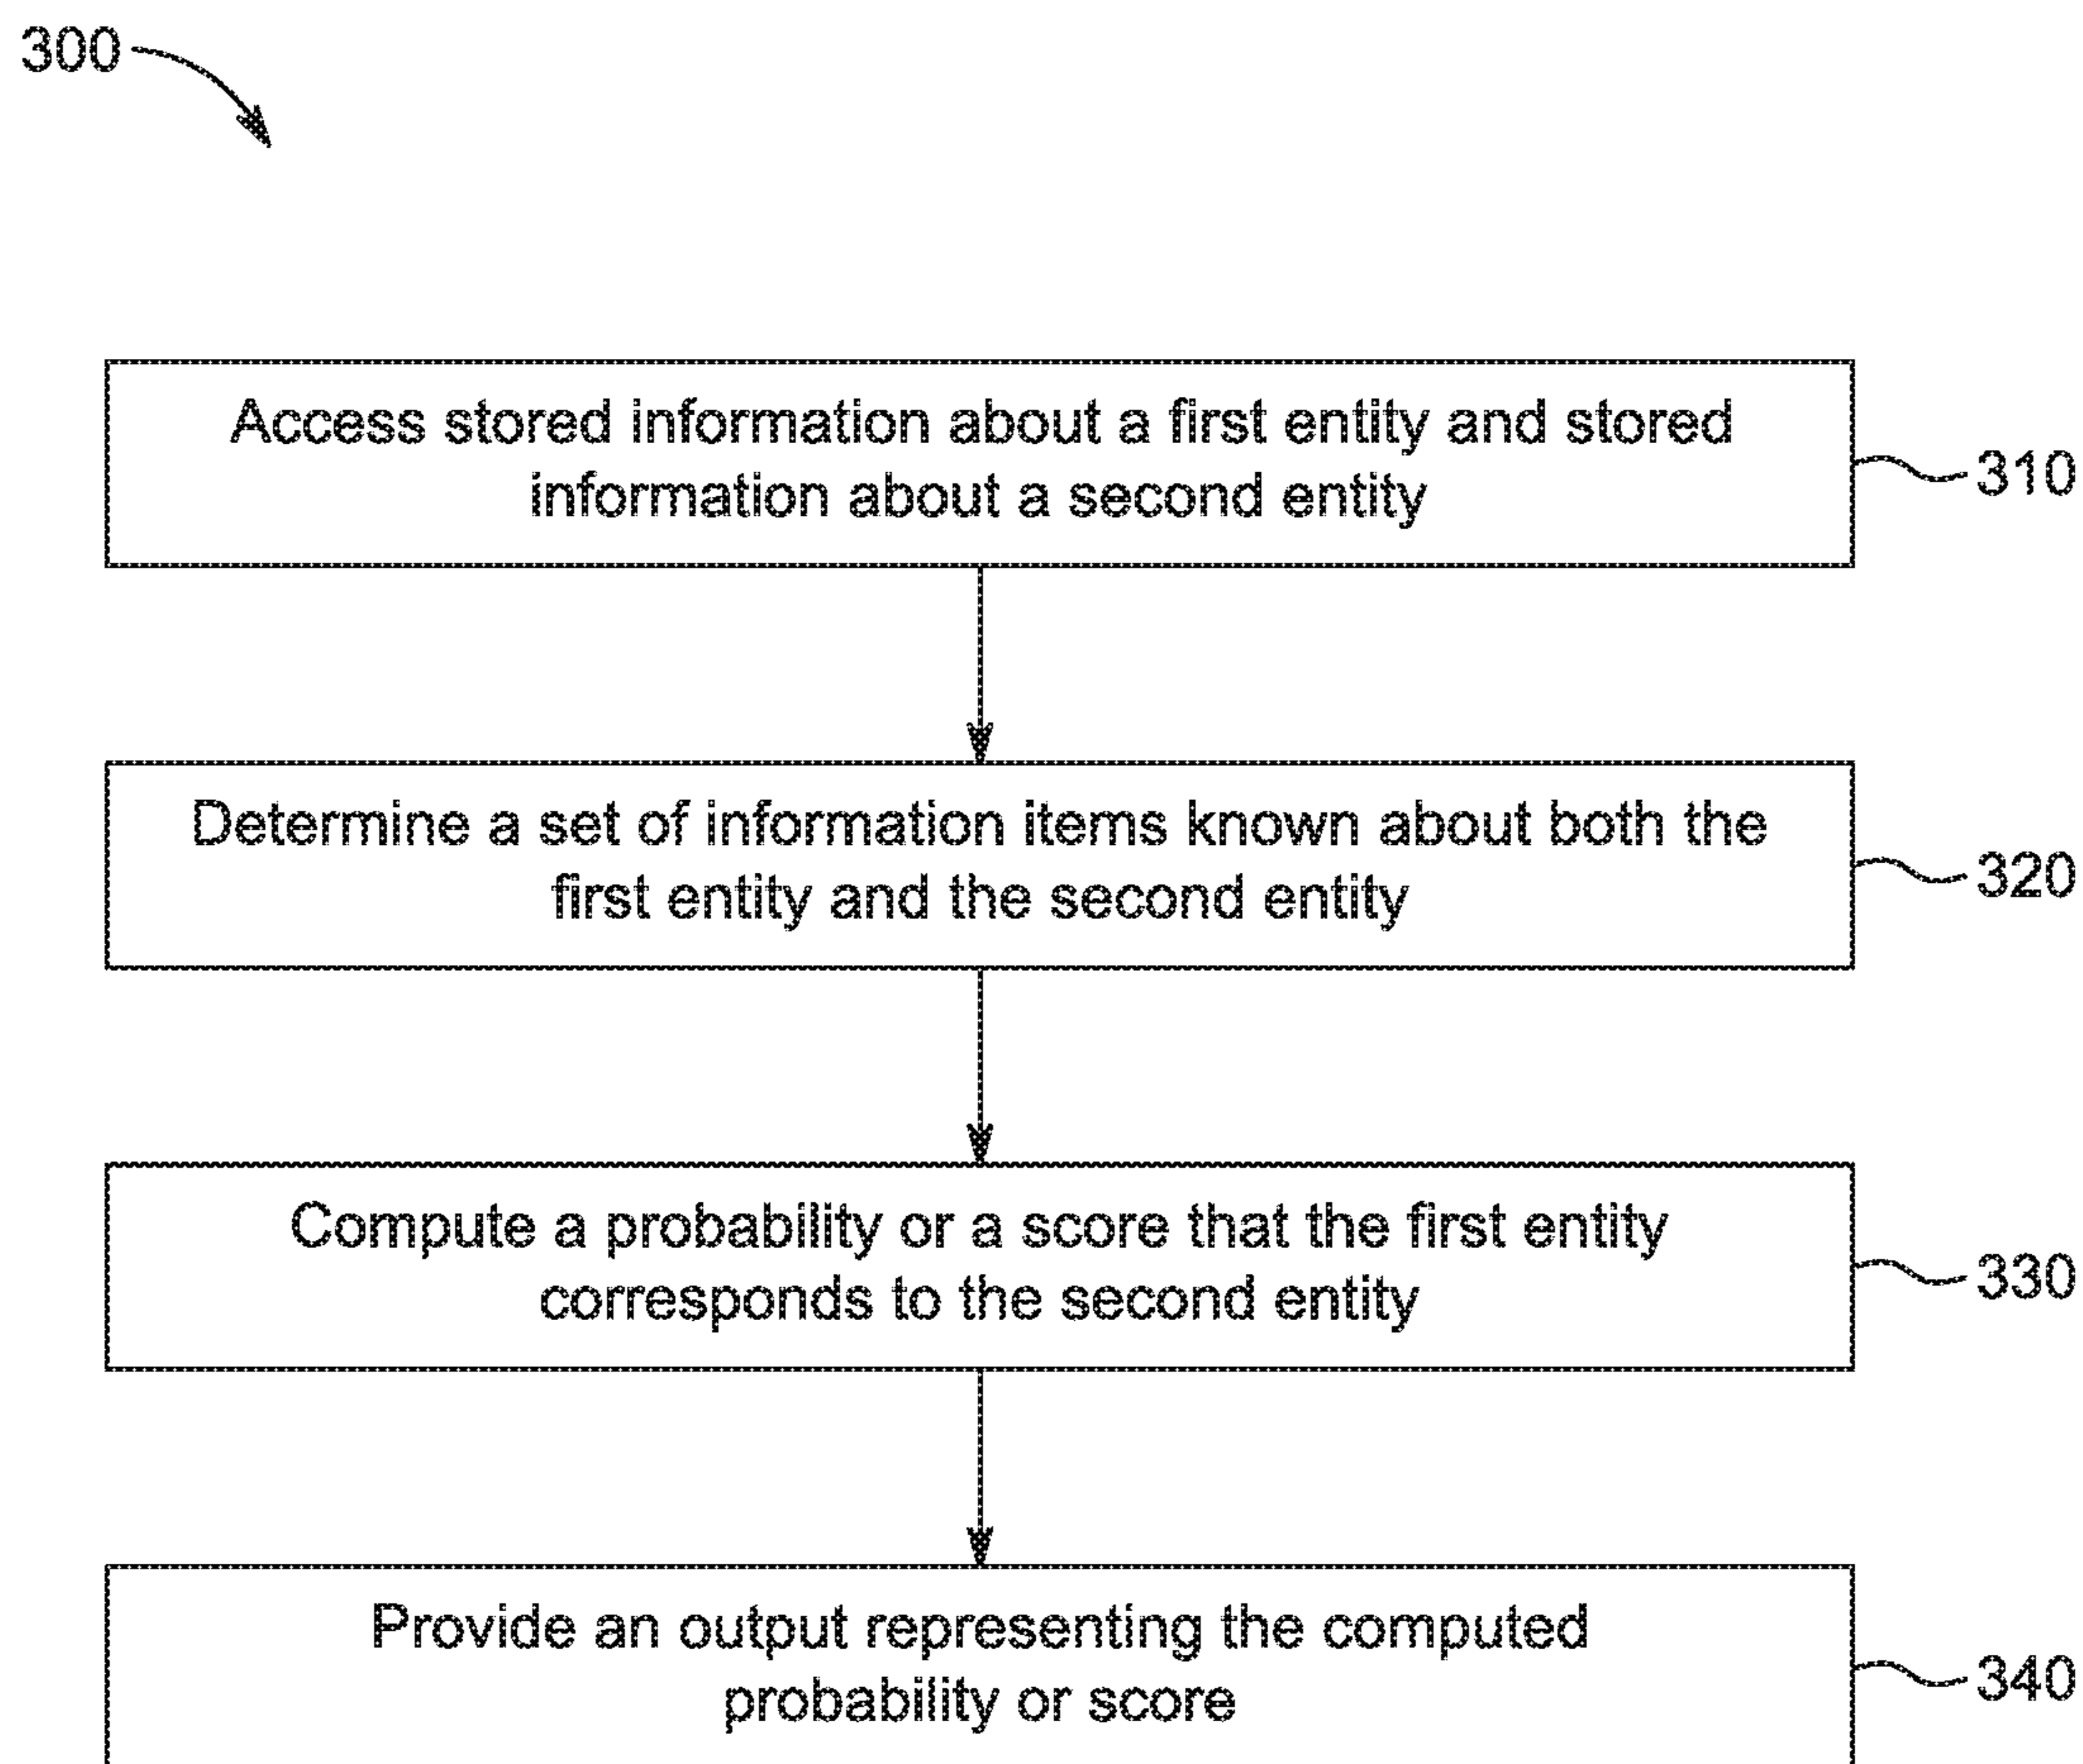 300
Access stored information about a first entity and stored
information about a second entity
310
Determine a set of information items known about both the
first entity and the second entity
320
Compute a probability or a score that the first entity
corresponds to the second entity
330
Provide an output representing the computed
probability or score
340